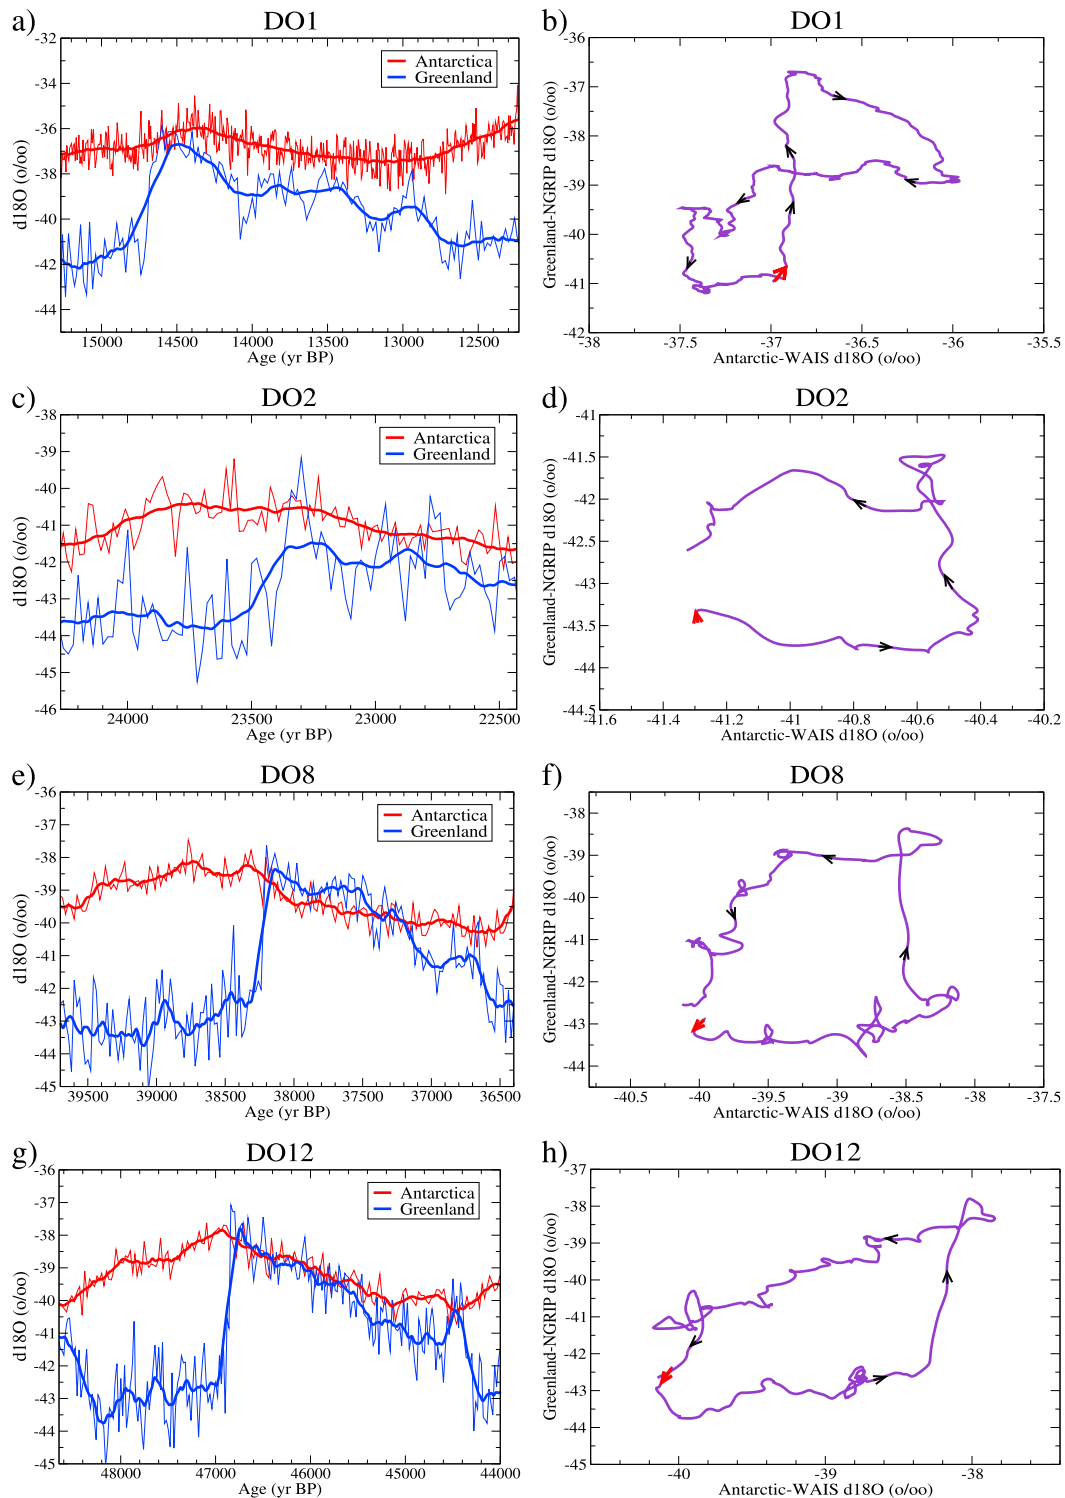 a) DO1
-32
-34
-36
-38
-40
-42
-44
d18O (o/oo)
Antarctica
Greenland
15000 14500 14000 13500 13000 12500
Age (yr BP)
b) DO1
-36
-37
-38
-39
-40
-41
-42
Greenland-NGRIP d18O (o/oo)
-38 -37.5 -37 -36.5 -36 -35.5
Antarctic-WAIS d18O (o/oo)
c) DO2
-38
-39
-40
-41
-42
-43
-44
-45
-46
d18O (o/oo)
Antarctica
Greenland
24000 23500 23000 22500
Age (yr BP)
d) DO2
-41
-41.5
-42
-42.5
-43
-43.5
-44
-44.5
Greenland-NGRIP d18O (o/oo)
-41.6 -41.4 -41.2 -41 -40.8 -40.6 -40.4 -40.2
Antarctic-WAIS d18O (o/oo)
e) DO8
-36
-37
-38
-39
-40
-41
-42
-43
-44
-45
d18O (o/oo)
Antarctica
Greenland
39500 39000 38500 38000 37500 37000 36500
Age (yr BP)
f) DO8
-38
-39
-40
-41
-42
-43
-44
Greenland-NGRIP d18O (o/oo)
-40.5 -40 -39.5 -39 -38.5 -38 -37.5
Antarctic-WAIS d18O (o/oo)
g) DO12
-36
-37
-38
-39
-40
-41
-42
-43
-44
-45
d18O (o/oo)
Antarctica
Greenland
48000 47000 46000 45000 44000
Age (yr BP)
h) DO12
-37
-38
-39
-40
-41
-42
-43
-44
-45
Greenland-NGRIP d18O (o/oo)
-40 -39 -38
Antarctic-WAIS d18O (o/oo)